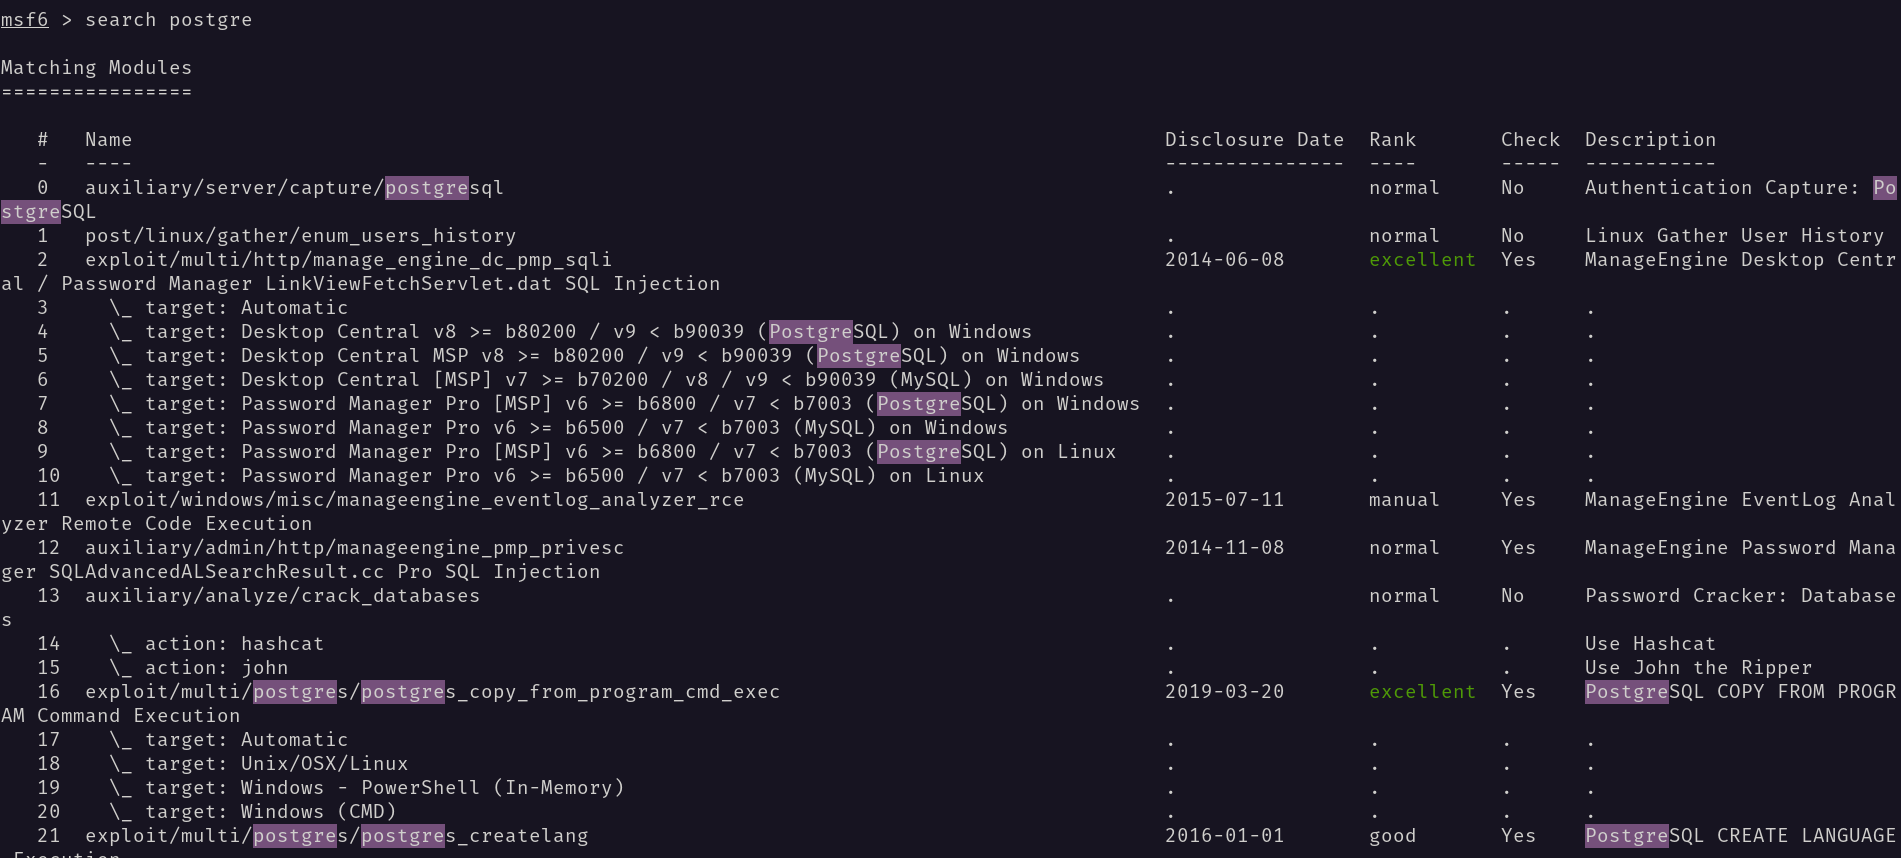 msf6 > search postgre
Matching Modules
================
   #   Name                                                                                      Disclosure Date  Rank       Check  Description
   -   ----                                                                                      ---------------  ----       -----  -----------
   0   auxiliary/server/capture/postgresql                                                       .                normal     No     Authentication Capture: Po
stgreSQL
   1   post/linux/gather/enum_users_history                                                      .                normal     No     Linux Gather User History
   2   exploit/multi/http/manage_engine_dc_pmp_sqli                                              2014-06-08       excellent  Yes    ManageEngine Desktop Centr
al / Password Manager LinkViewFetchServlet.dat SQL Injection
   3     \_ target: Automatic                                                                    .                .          .      .
   4     \_ target: Desktop Central v8 >= b80200 / v9 < b90039 (PostgreSQL) on Windows           .                .          .      .
   5     \_ target: Desktop Central MSP v8 >= b80200 / v9 < b90039 (PostgreSQL) on Windows       .                .          .      .
   6     \_ target: Desktop Central [MSP] v7 >= b70200 / v8 / v9 < b90039 (MySQL) on Windows     .                .          .      .
   7     \_ target: Password Manager Pro [MSP] v6 >= b6800 / v7 < b7003 (PostgreSQL) on Windows  .                .          .      .
   8     \_ target: Password Manager Pro v6 >= b6500 / v7 < b7003 (MySQL) on Windows             .                .          .      .
   9     \_ target: Password Manager Pro [MSP] v6 >= b6800 / v7 < b7003 (PostgreSQL) on Linux    .                .          .      .
   10    \_ target: Password Manager Pro v6 >= b6500 / v7 < b7003 (MySQL) on Linux               .                .          .      .
   11  exploit/windows/misc/manageengine_eventlog_analyzer_rce                                   2015-07-11       manual     Yes    ManageEngine EventLog Anal
yzer Remote Code Execution
   12  auxiliary/admin/http/manageengine_pmp_privesc                                             2014-11-08       normal     Yes    ManageEngine Password Mana
ger SQLAdvancedALSearchResult.cc Pro SQL Injection
   13  auxiliary/analyze/crack_databases                                                         .                normal     No     Password Cracker: Database
s
   14    \_ action: hashcat                                                                      .                .          .      Use Hashcat
   15    \_ action: john                                                                         .                .          .      Use John the Ripper
   16  exploit/multi/postgres/postgres_copy_from_program_cmd_exec                                2019-03-20       excellent  Yes    PostgreSQL COPY FROM PROGR
AM Command Execution
   17    \_ target: Automatic                                                                    .                .          .      .
   18    \_ target: Unix/OSX/Linux                                                               .                .          .      .
   19    \_ target: Windows - PowerShell (In-Memory)                                             .                .          .      .
   20    \_ target: Windows (CMD)                                                                .                .          .      .
   21  exploit/multi/postgres/postgres_createlang                                                2016-01-01       good       Yes    PostgreSQL CREATE LANGUAGE
 Execution